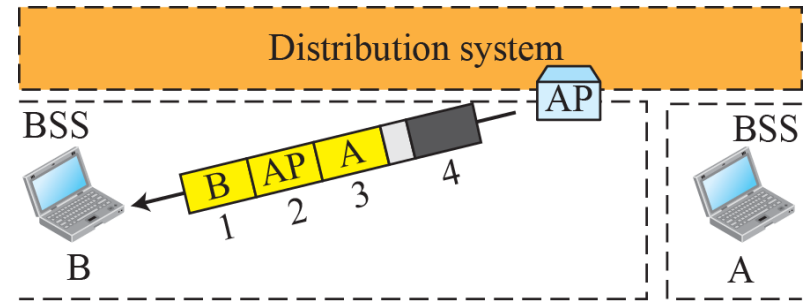 Distribution system
AP
BSS
BSS
B AP A
1 2 3 4
B
A